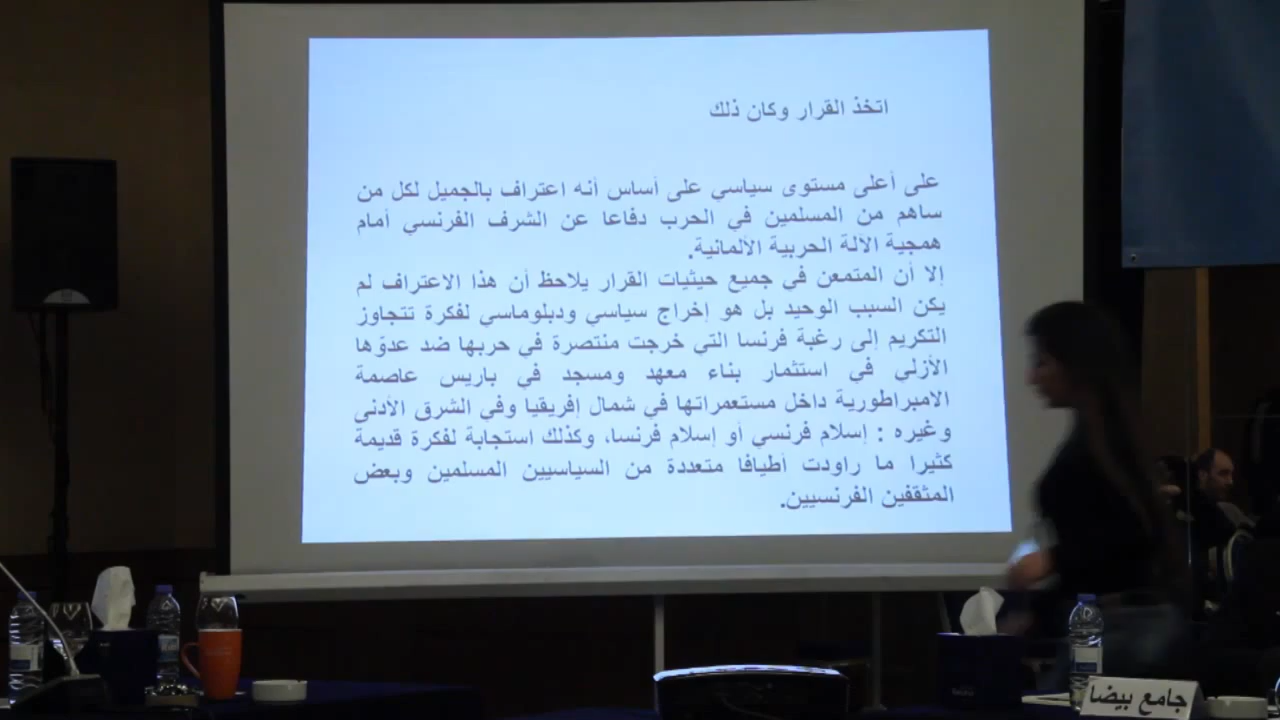 اتخذ القرار وكان ذلك
على أعلى مستوى سياسي على أساس أنه اعتراف بالجميل لكل من
ساهم من المسلمين في الحرب دفاعا عن الشرف الفرنسي أمام
همجية الالة الحربية الألمانية.
إلا أن المتمعن في جميع حيثيات القرار يلاحظ أن هذا الاعتراف لم
يكن السبب الوحيد بل هو إخراج سياسي ودبلوماسي لفكرة تتجاوز
التكريم إلى رغبة فرنسا التي خرجت منتصرة في حربها ضد عدوّها
الأزلي في استثمار بناء معهد ومسجد في باريس عاصمة
الامبراطورية داخل مستعمراتها في شمال إفريقيا وفي الشرق الأدنى
وغيره : إسلام فرنسي أو إسلام فرنسا، وكذلك استجابة لفكرة قديمة
كثيرا ما راودت أطيافا متعددة من السياسيين المسلمين وبعض
المثقفين الفرنسيين.
جامع بيضا